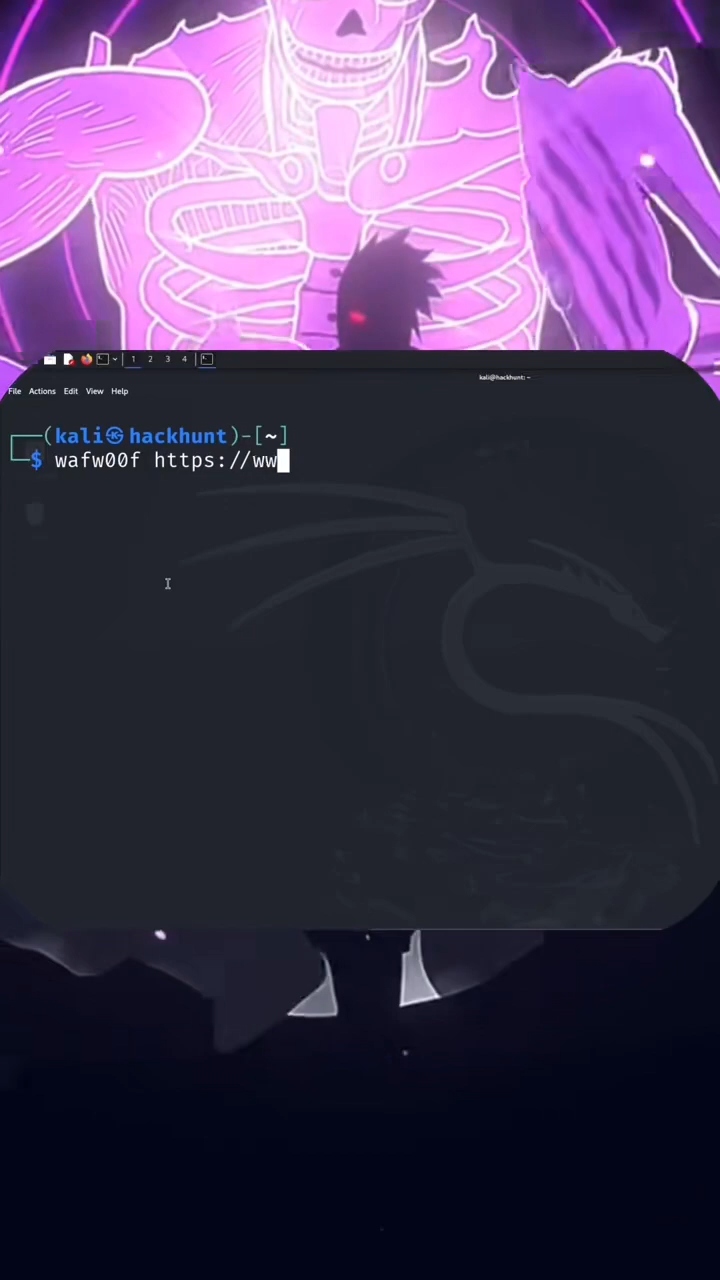 1 2 3 4
kali@hackhunt: ~
File Actions Edit View Help
┌──(kali㉿hackhunt)-[~]
└─$ wafw00f https://ww